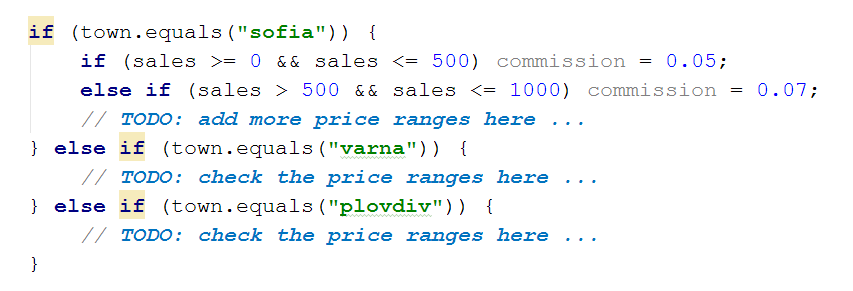 if (town.equals("sofia")) {
    if (sales >= 0 && sales <= 500) commission = 0.05;
    else if (sales > 500 && sales <= 1000) commission = 0.07;
    // TODO: add more price ranges here ...
} else if (town.equals("varna")) {
    // TODO: check the price ranges here ...
} else if (town.equals("plovdiv")) {
    // TODO: check the price ranges here ...
}